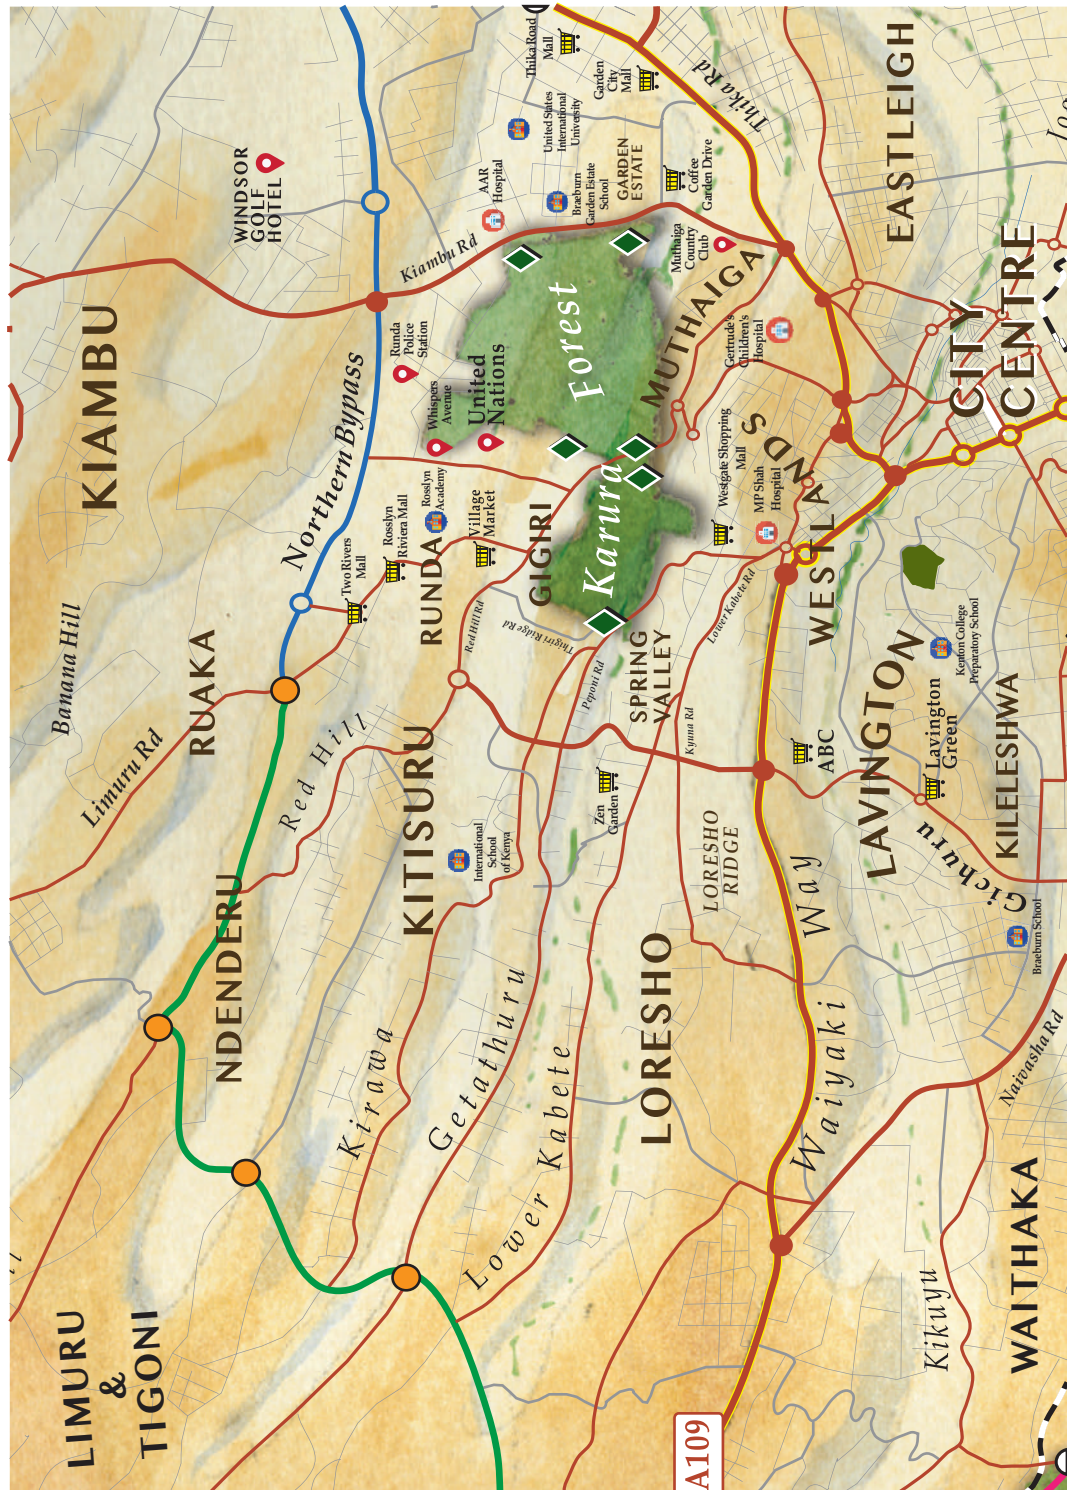 LIMURU
&
TIGONI
Banana Hill
KIAMBU
WINDSOR
GOLF
HOTEL
Limuru Rd
RUAKA
NDENDERU
Red Hill
Northern Bypass
Kiambu Rd
Two Rivers
Mall
Rosslyn
Riviera Mall
Rosslyn
Academy
Runda
Police
Station
Whispers
Avenue
United
Nations
Village
Market
RUNDA
GIGIRI
Red Hill Rd
Thigiri Ridge Rd
AAR
Hospital
United States
International
University
Braeburn
Garden Estate
School
GARDEN
ESTATE
Thika Road
Mall
Garden
City
Mall
Thika Rd
Coffee
Garden Drive
Muthaiga
Country
Club
MUTHAIGA
Karura Forest
Gertrude's
Children's
Hospital
EASTLEIGH
CITY
CENTRE
Westgate Shopping
Mall
MP Shah
Hospital
WESTLANDS
Lower Kabete Rd
SPRING
VALLEY
Peponi Rd
Kyuna Rd
KITISURU
International
School
of Kenya
Zen
Garden
Kirawa
Getathuru
Lower Kabete
LORESHO
LORESHO
RIDGE
Waiyaki Way
ABC
LAVINGTON
Lavington
Green
Kenton College
Preparatory School
KILELESHWA
Gichuru
Braeburn School
Naivasha Rd
Kikuyu
WAITHAKA
A109